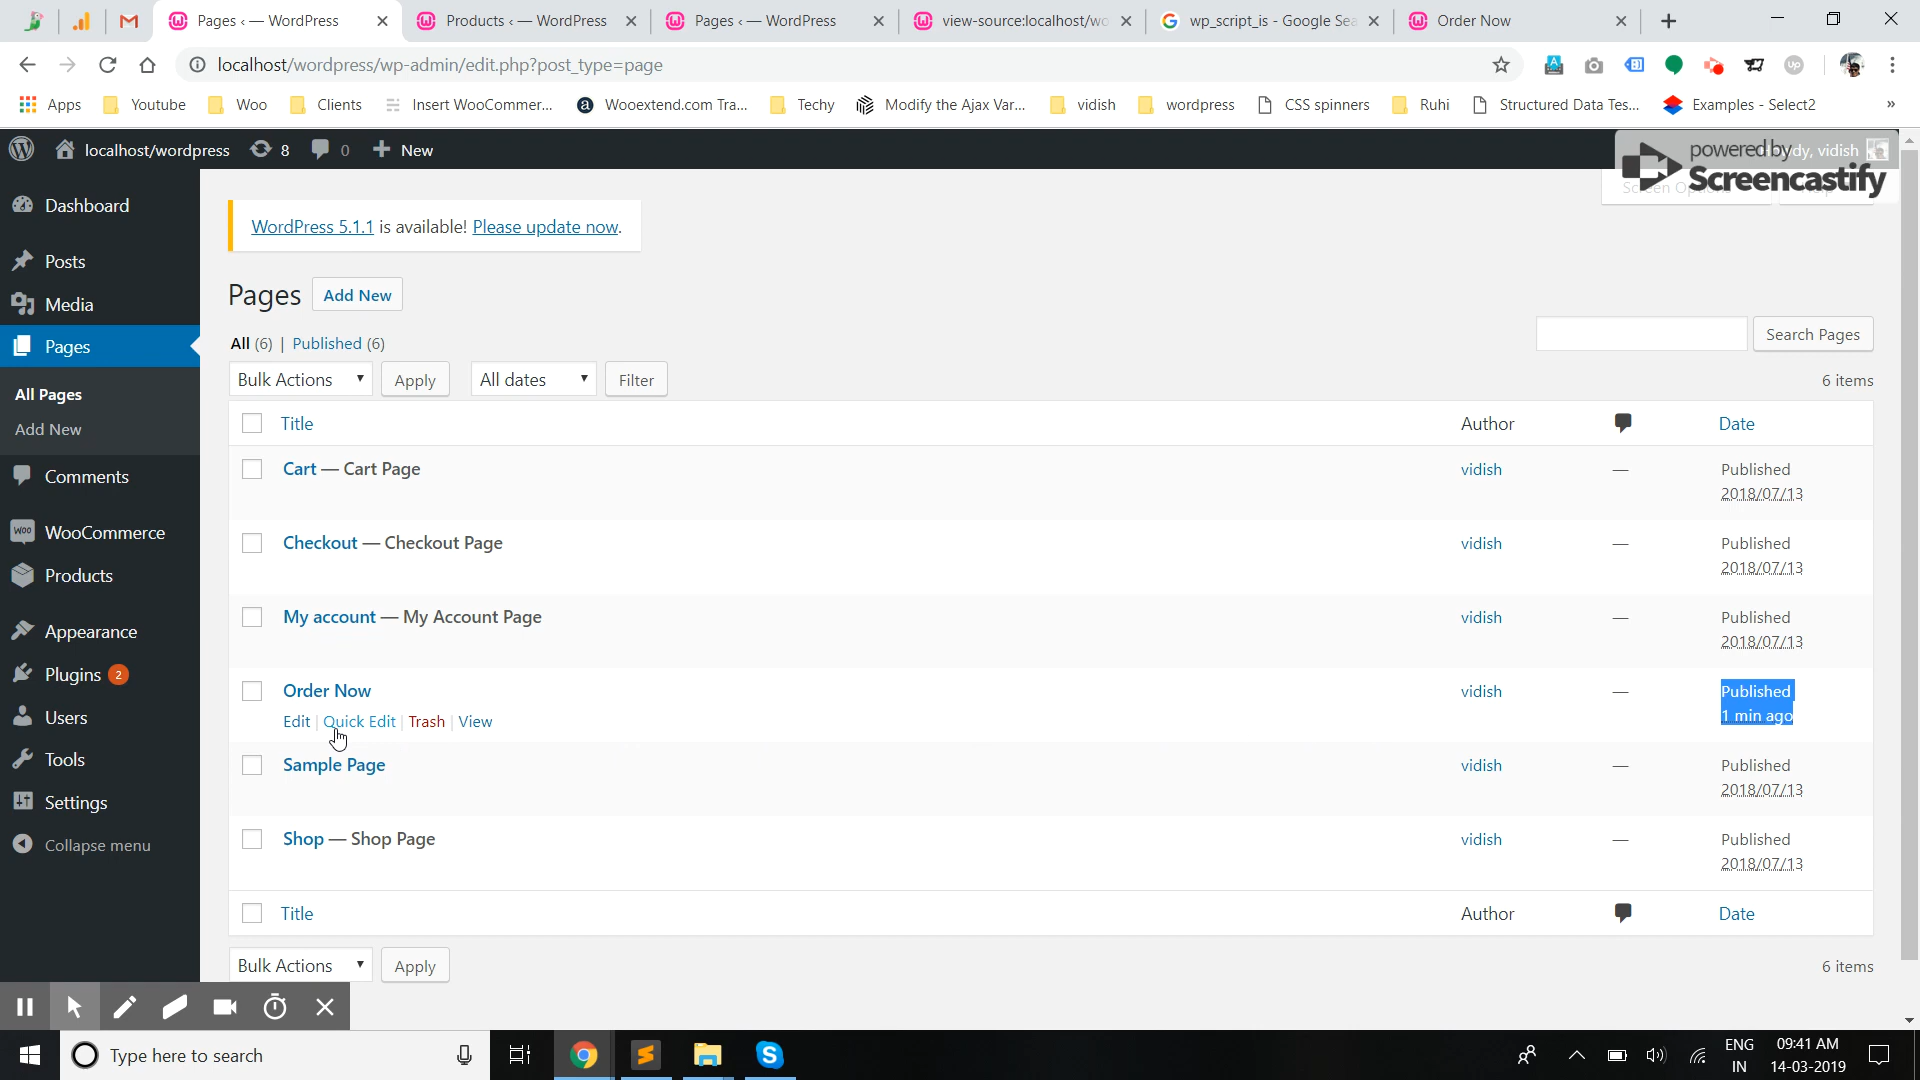 Pages ‹ — WordPress
Products ‹ — WordPress
Pages ‹ — WordPress
view-source:localhost/wo
wp_script_is - Google Sea
Order Now
localhost/wordpress/wp-admin/edit.php?post_type=page
Apps
Youtube
Woo
Clients
Insert WooCommer...
Wooextend.com Tra...
Techy
Modify the Ajax Var...
vidish
wordpress
CSS spinners
Ruhi
Structured Data Tes...
Examples - Select2
»
localhost/wordpress
8
0
New
powered by
Screencastify
vidish
Dashboard
Posts
Media
Pages
All Pages
Add New
Comments
WooCommerce
Products
Appearance
Plugins 2
Users
Tools
Settings
Collapse menu
WordPress 5.1.1 is available! Please update now.
Pages
Add New
All (6) | Published (6)
Search Pages
Bulk Actions
Apply
All dates
Filter
6 items
Title
Author
Date
Cart — Cart Page
vidish
—
Published
2018/07/13
Checkout — Checkout Page
vidish
—
Published
2018/07/13
My account — My Account Page
vidish
—
Published
2018/07/13
Order Now
Edit | Quick Edit | Trash | View
vidish
—
Published
1 min ago
Sample Page
vidish
—
Published
2018/07/13
Shop — Shop Page
vidish
—
Published
2018/07/13
Title
Author
Date
Bulk Actions
Apply
6 items
Type here to search
ENG
IN
09:41 AM
14-03-2019